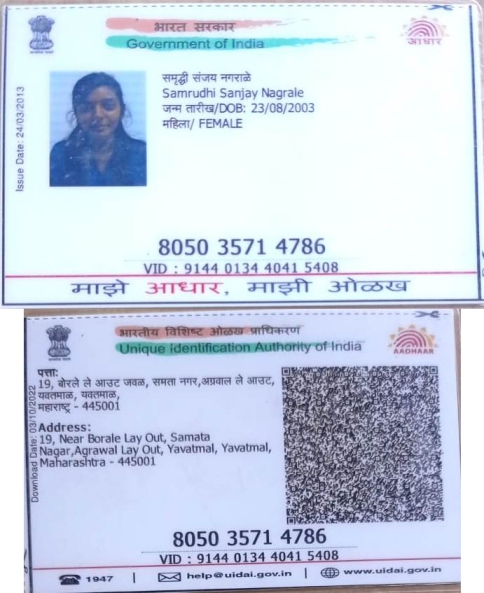 भारत सरकार
Government of India
आधार
Issue Date: 24/03/2013
समृद्धी संजय नगराळे
Samrudhi Sanjay Nagrale
जन्म तारीख/DOB: 23/08/2003
महिला/ FEMALE
8050 3571 4786
VID : 9144 0134 4041 5408
माझे आधार, माझी ओळख
भारतीय विशिष्ट ओळख प्राधिकरण
Unique Identification Authority of India
AADHAAR
Download Date: 03/10/2022
पत्ता:
19, बोरले ले आउट जवळ, समता नगर,अग्रवाल ले आउट,
यवतमाळ, यवतमाळ,
महाराष्ट्र - 445001
Address:
19, Near Borale Lay Out, Samata
Nagar,Agrawal Lay Out, Yavatmal, Yavatmal,
Maharashtra - 445001
8050 3571 4786
VID : 9144 0134 4041 5408
1947 | help@uidai.gov.in | www.uidai.gov.in